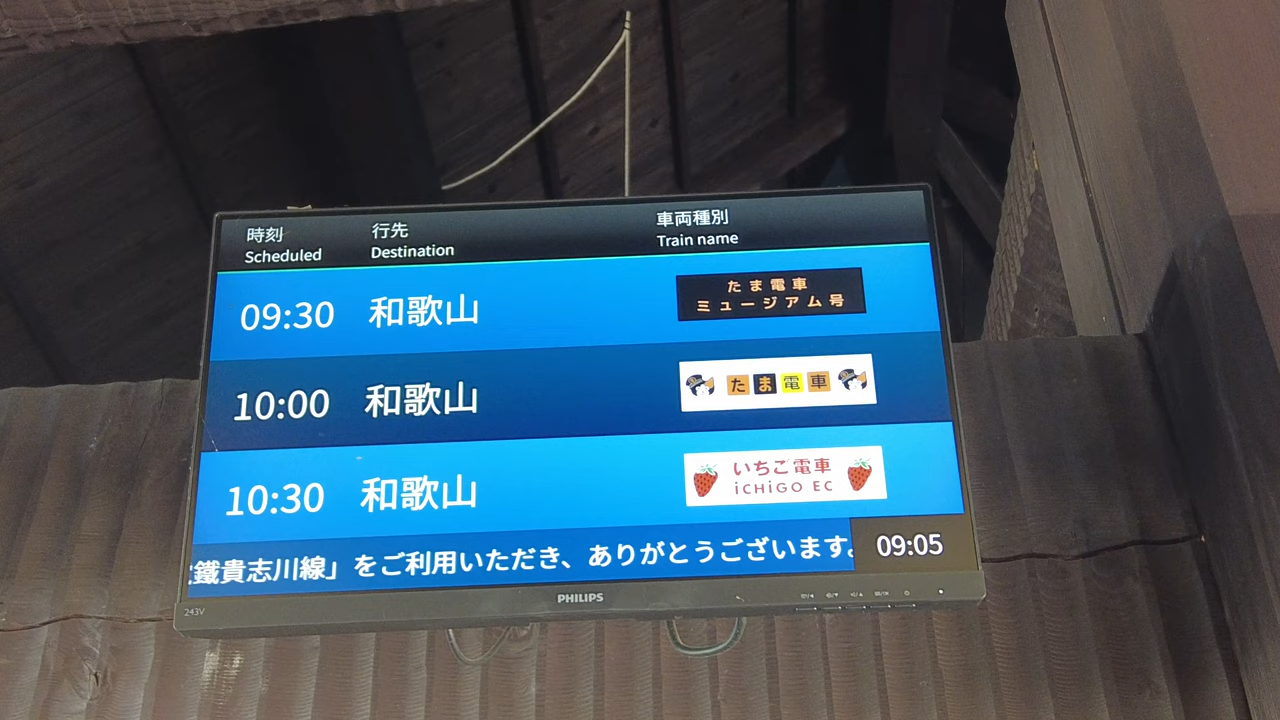 時刻
Scheduled
行先
Destination
車両種別
Train name
09:30 和歌山
たま電車
ミュージアム号
10:00 和歌山
たま電車
10:30 和歌山
いちご電車
iCHiGO EC
鐵貴志川線」をご利用いただき、ありがとうございます。
09:05
243V
PHILIPS